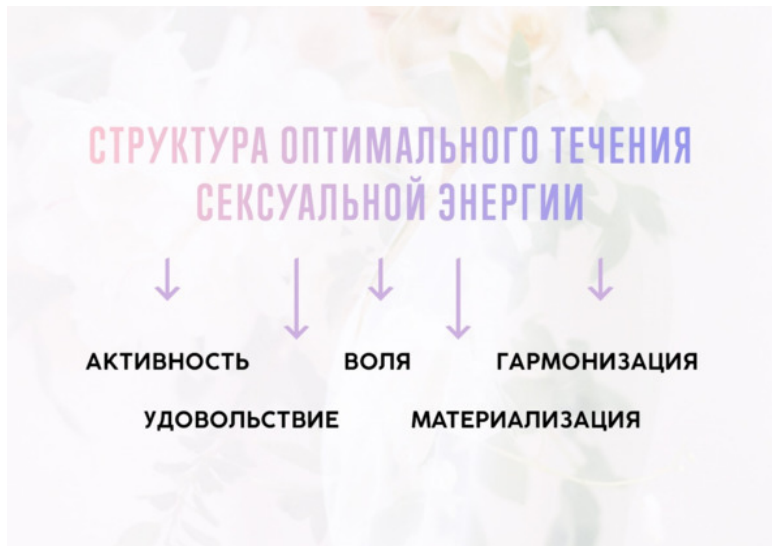 СТРУКТУРА ОПТИМАЛЬНОГО ТЕЧЕНИЯ
СЕКСУАЛЬНОЙ ЭНЕРГИИ
АКТИВНОСТЬ ВОЛЯ ГАРМОНИЗАЦИЯ
УДОВОЛЬСТВИЕ МАТЕРИАЛИЗАЦИЯ